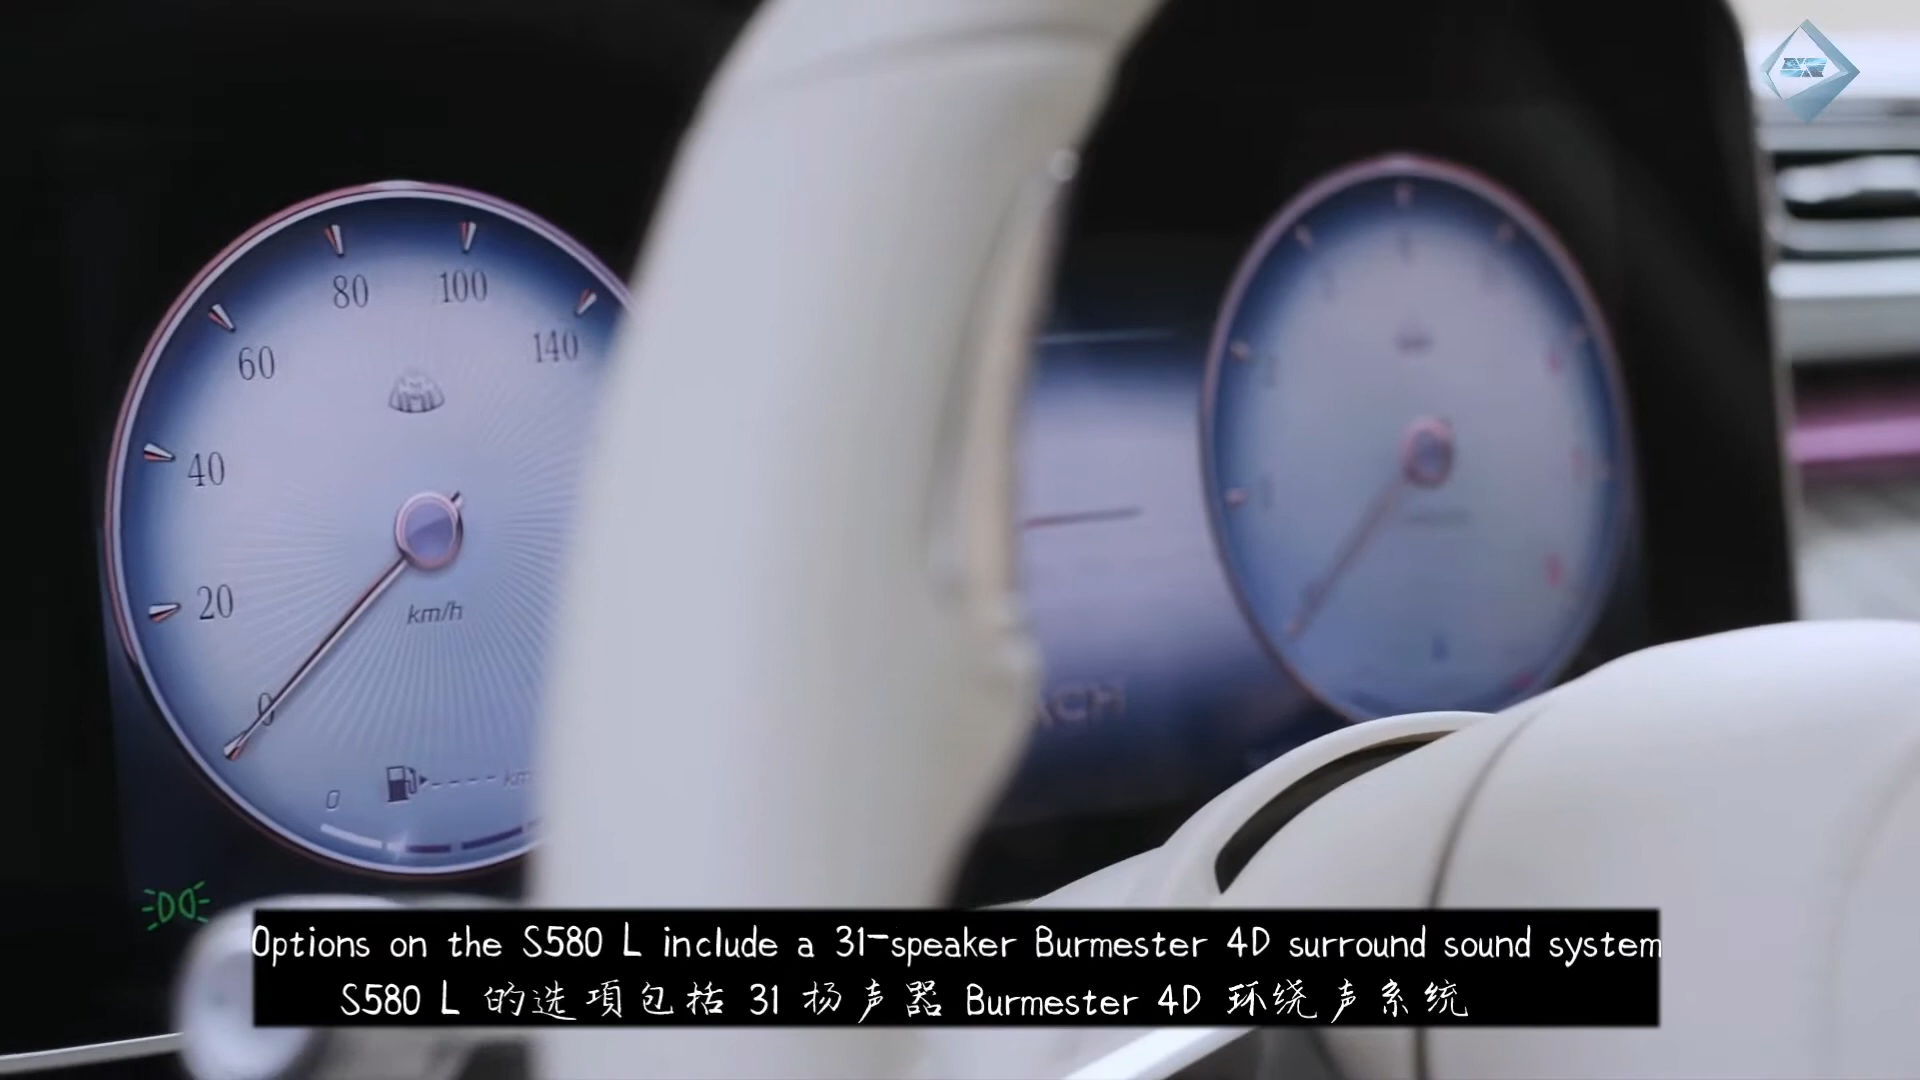 80
100
60
140
40
20
km/h
0
0
---- km
ACH
Options on the S580 L include a 31-speaker Burmester 4D surround sound system
S580 L 的选项包括 31 扬声器 Burmester 4D 环绕声系统